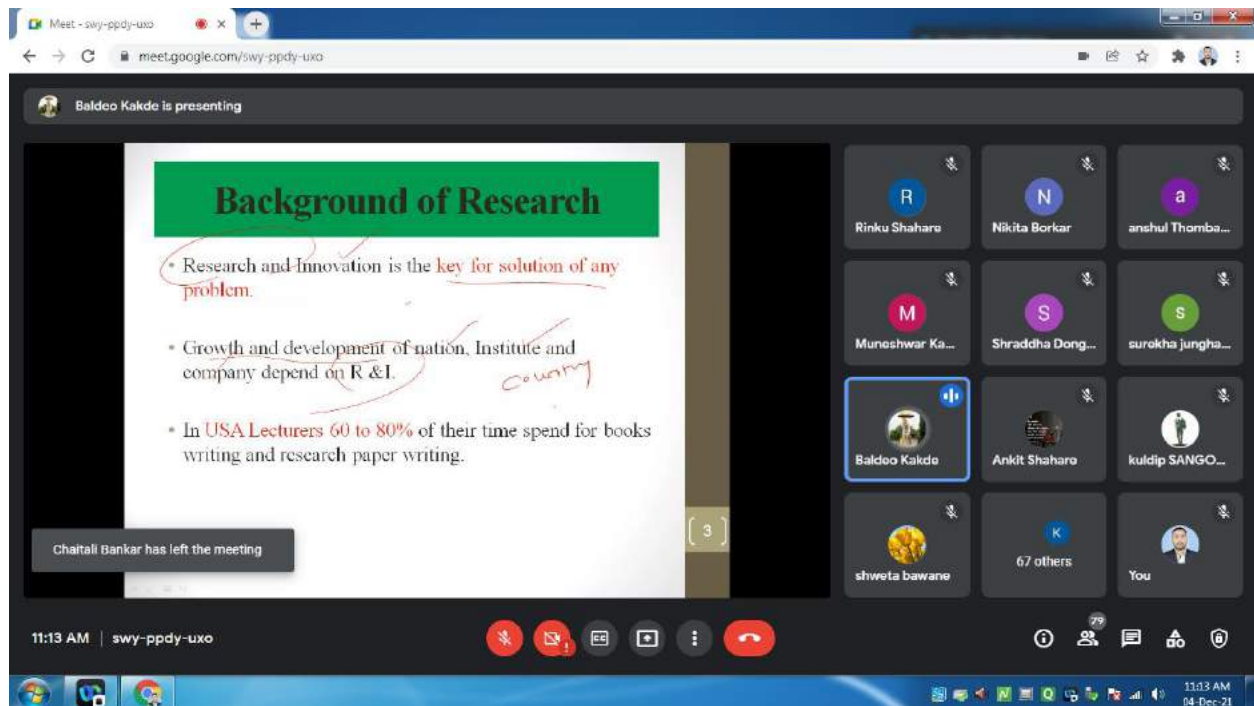 Meet - swy-ppdy-uxo
meet.google.com/swy-ppdy-uxo
Baldeo Kakde is presenting
Background of Research
• Research and Innovation is the key for solution of any
problem.
• Growth and development of nation, Institute and
company depend on R &I.
country
• In USA Lecturers 60 to 80% of their time spend for books
writing and research paper writing.
[ 3 ]
Chaitali Bankar has left the meeting
R
Rinku Shahare
N
Nikita Borkar
a
anshul Thomba...
M
Muneshwar Ka...
S
Shraddha Dong...
s
surekha jungha...
Baldeo Kakde
Ankit Shahare
kuldip SANGO...
shweta bawane
K
67 others
You
11:13 AM | swy-ppdy-uxo
CC
79
11:13 AM
04-Dec-21